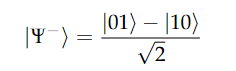 |Ψ⁻⟩ = (|01⟩ − |10⟩) / √2